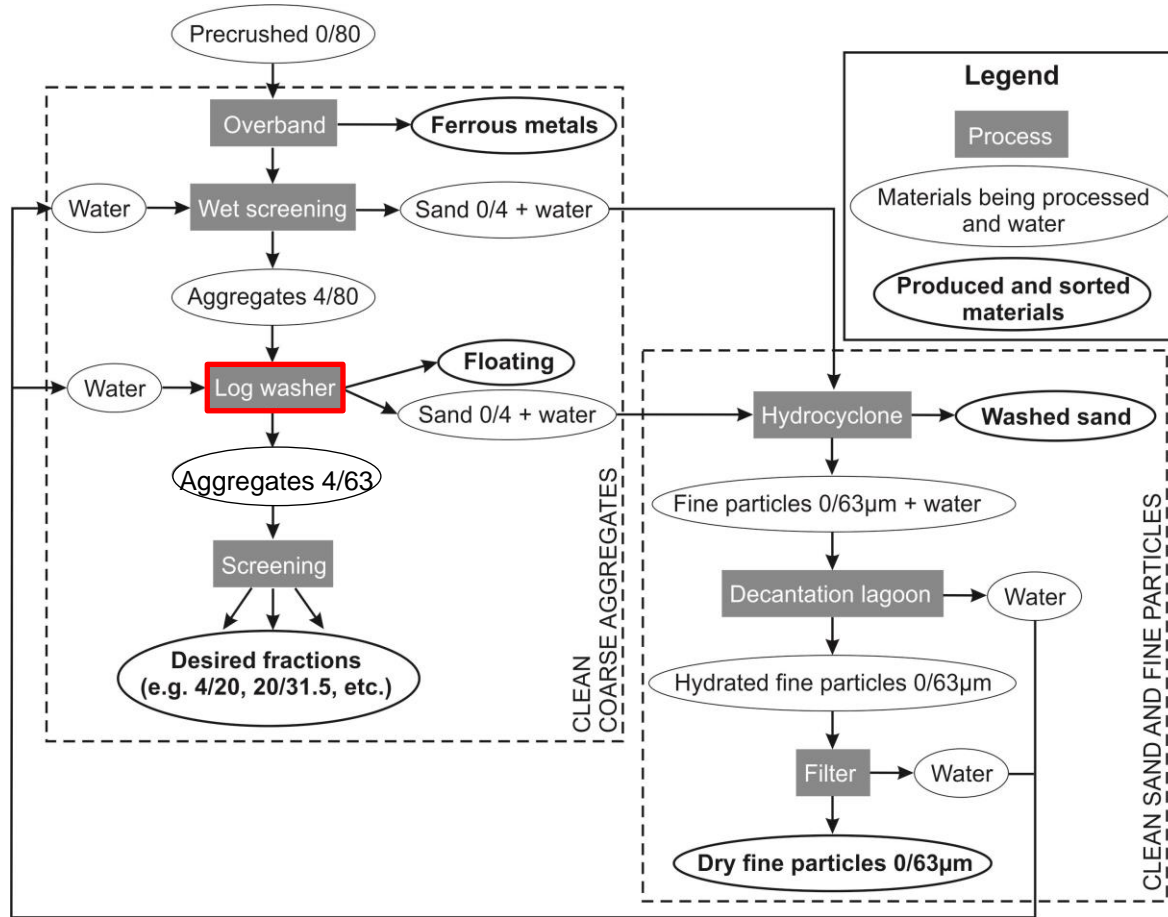 Precrushed 0/80
Overband
Ferrous metals
Water
Wet screening
Sand 0/4 + water
Aggregates 4/80
Floating
Water
Log washer
Sand 0/4 + water
Aggregates 4/63
Screening
Desired fractions
(e.g. 4/20, 20/31.5, etc.)
CLEAN
COARSE AGGREGATES
Legend
Process
Materials being processed
and water
Produced and sorted
materials
Hydrocyclone
Washed sand
Fine particles 0/63µm + water
Decantation lagoon
Water
Hydrated fine particles 0/63µm
Filter
Water
Dry fine particles 0/63µm
CLEAN SAND AND FINE PARTICLES